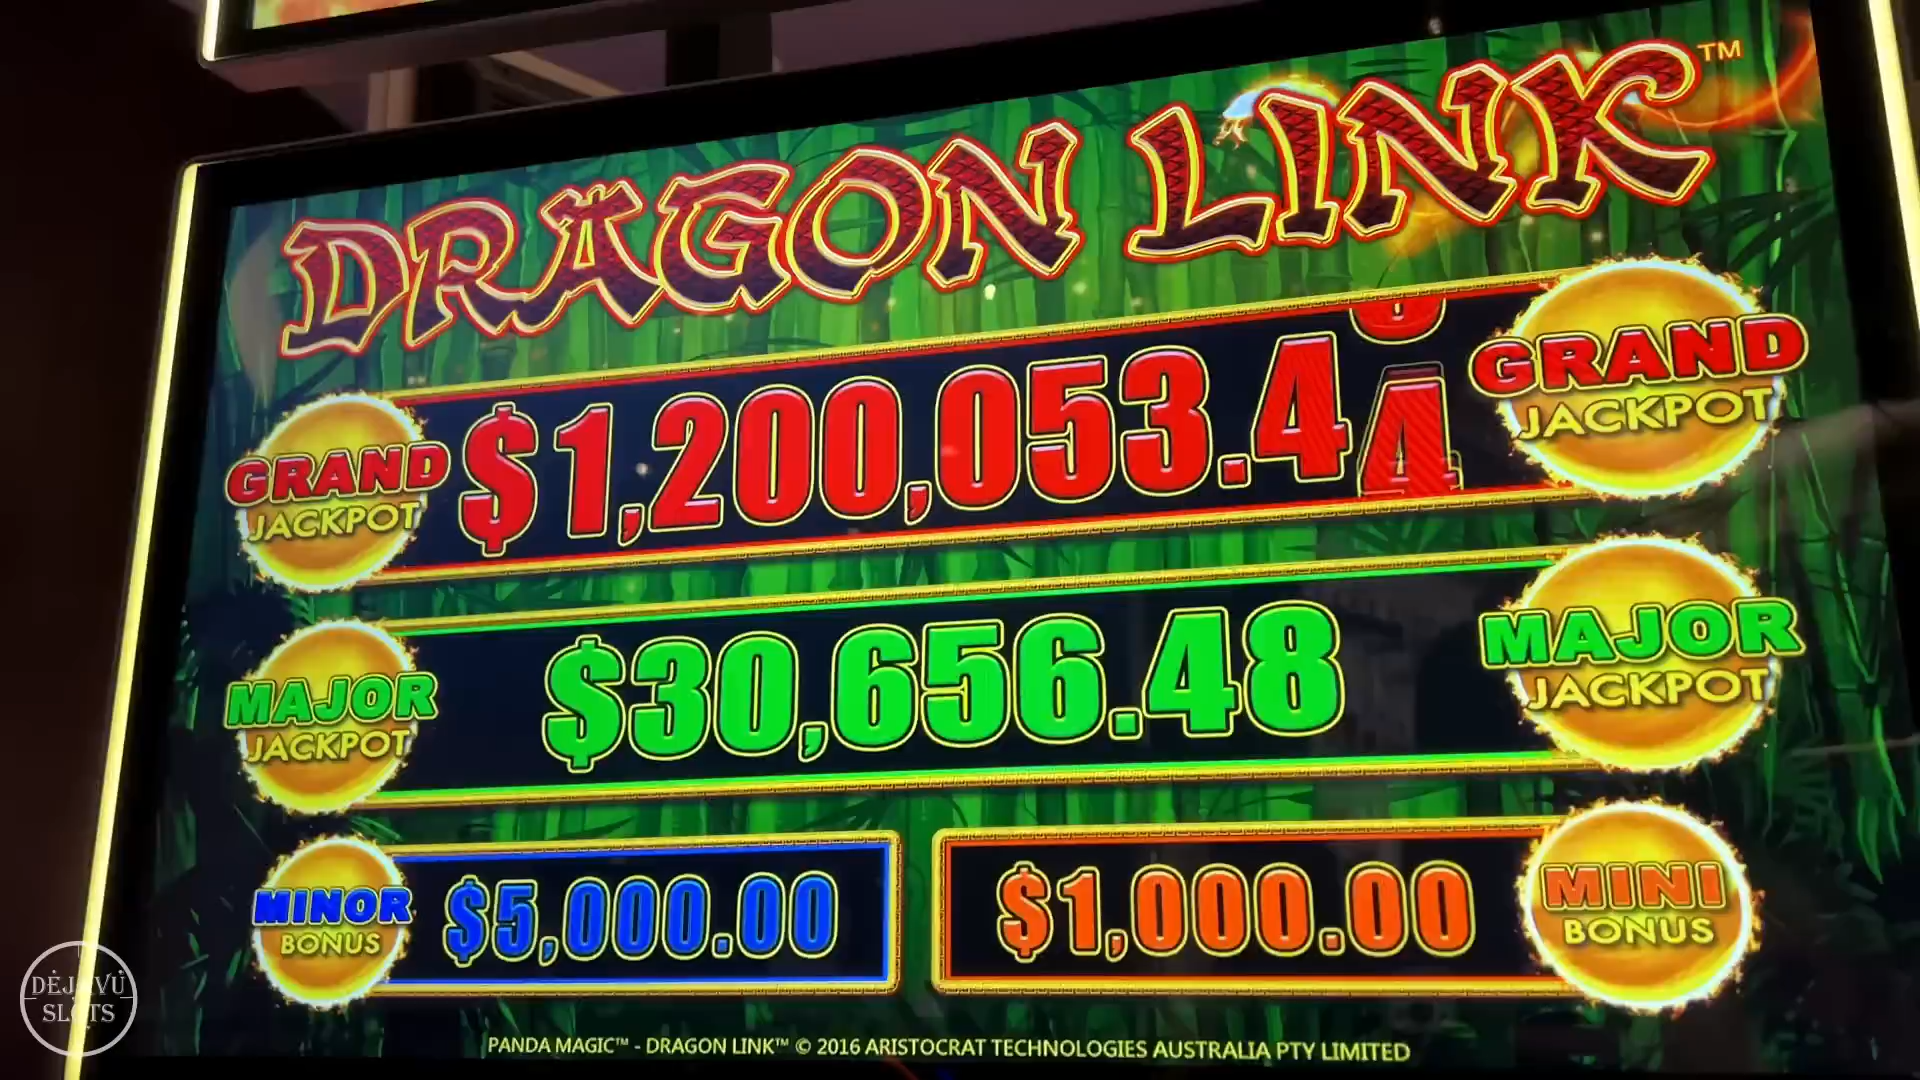 DRAGON LINK™
GRAND JACKPOT
$1,200,053.4
GRAND JACKPOT
MAJOR JACKPOT
$30,656.48
MAJOR JACKPOT
MINOR BONUS
$5,000.00
$1,000.00
MINI BONUS
DÉJÀ VU SLOTS
PANDA MAGIC™ - DRAGON LINK™ © 2016 ARISTOCRAT TECHNOLOGIES AUSTRALIA PTY LIMITED